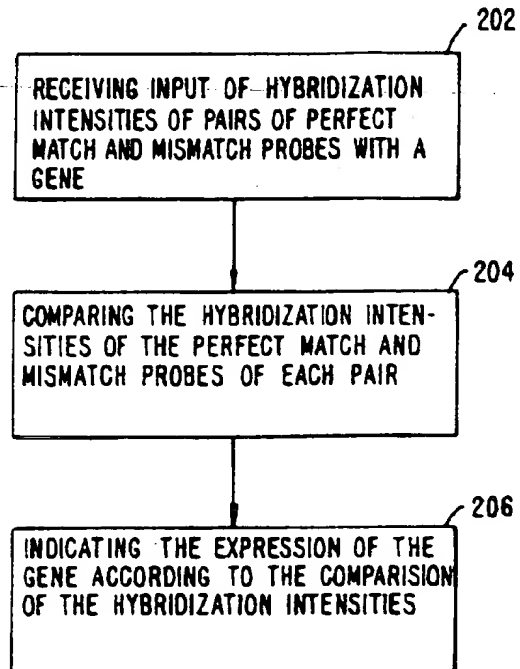 202
RECEIVING INPUT OF HYBRIDIZATION
INTENSITIES OF PAIRS OF PERFECT
MATCH AND MISMATCH PROBES WITH A
GENE
204
COMPARING THE HYBRIDIZATION INTEN-
SITIES OF THE PERFECT MATCH AND
MISMATCH PROBES OF EACH PAIR
206
INDICATING THE EXPRESSION OF THE
GENE ACCORDING TO THE COMPARISION
OF THE HYBRIDIZATION INTENSITIES